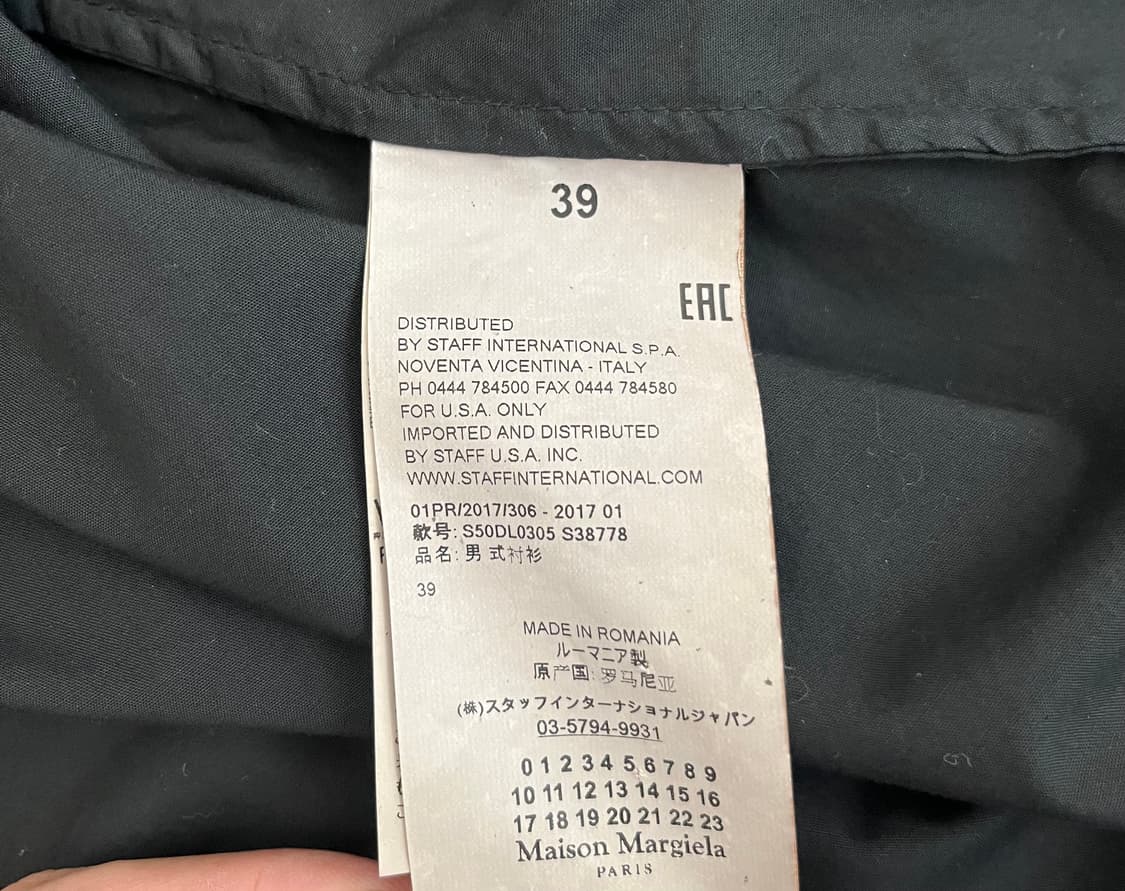 39
EAC
DISTRIBUTED
BY STAFF INTERNATIONAL S.P.A.
NOVENTA VICENTINA - ITALY
PH 0444 784500 FAX 0444 784580
FOR U.S.A. ONLY
IMPORTED AND DISTRIBUTED
BY STAFF U.S.A. INC.
WWW.STAFFINTERNATIONAL.COM
01PR/2017/306 - 2017 01
款号: S50DL0305 S38778
品名: 男 式衬衫
39
MADE IN ROMANIA
ルーマニア製
原产国: 罗马尼亚
(株)スタッフインターナショナルジャパン
03-5794-9931
0 1 2 3 4 5 6 7 8 9
10 11 12 13 14 15 16
17 18 19 20 21 22 23
Maison Margiela
PARIS